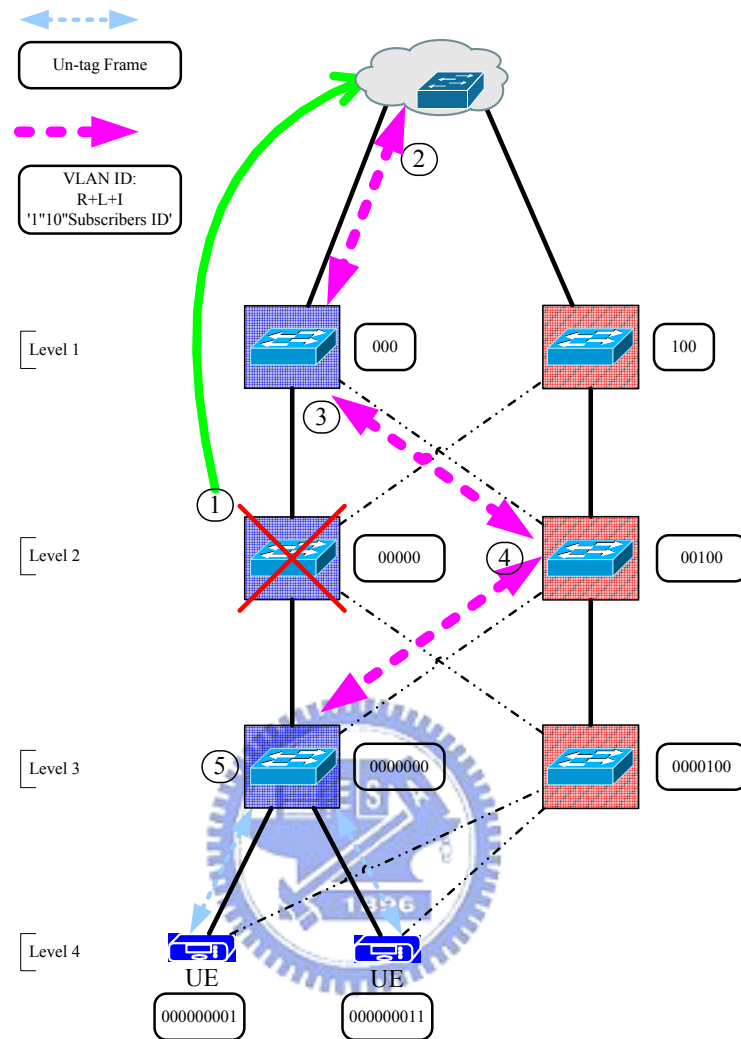 Un-tag Frame
VLAN ID:
R+L+I
'1''10''Subscribers ID'
2
Level 1
000
100
3
1
Level 2
00000
4
00100
Level 3
5
0000000
0000100
E S
1896
Level 4
UE
UE
000000001
000000011